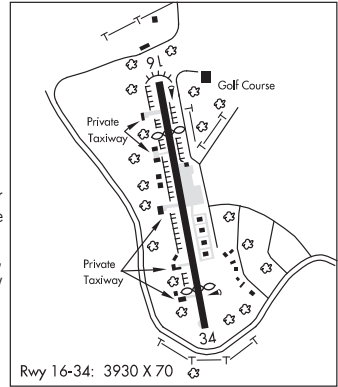 16
Golf Course
Private
Taxiway
Private
Taxiway
34
Rwy 16-34: 3930 X 70